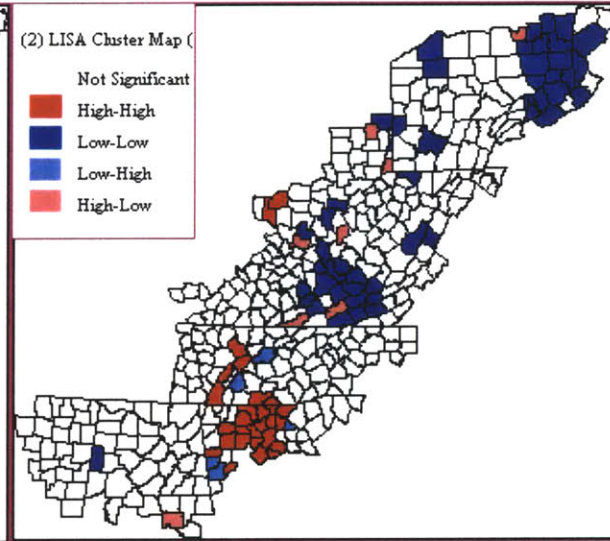 (2) LISA Cluster Map (
Not Significant
High-High
Low-Low
Low-High
High-Low